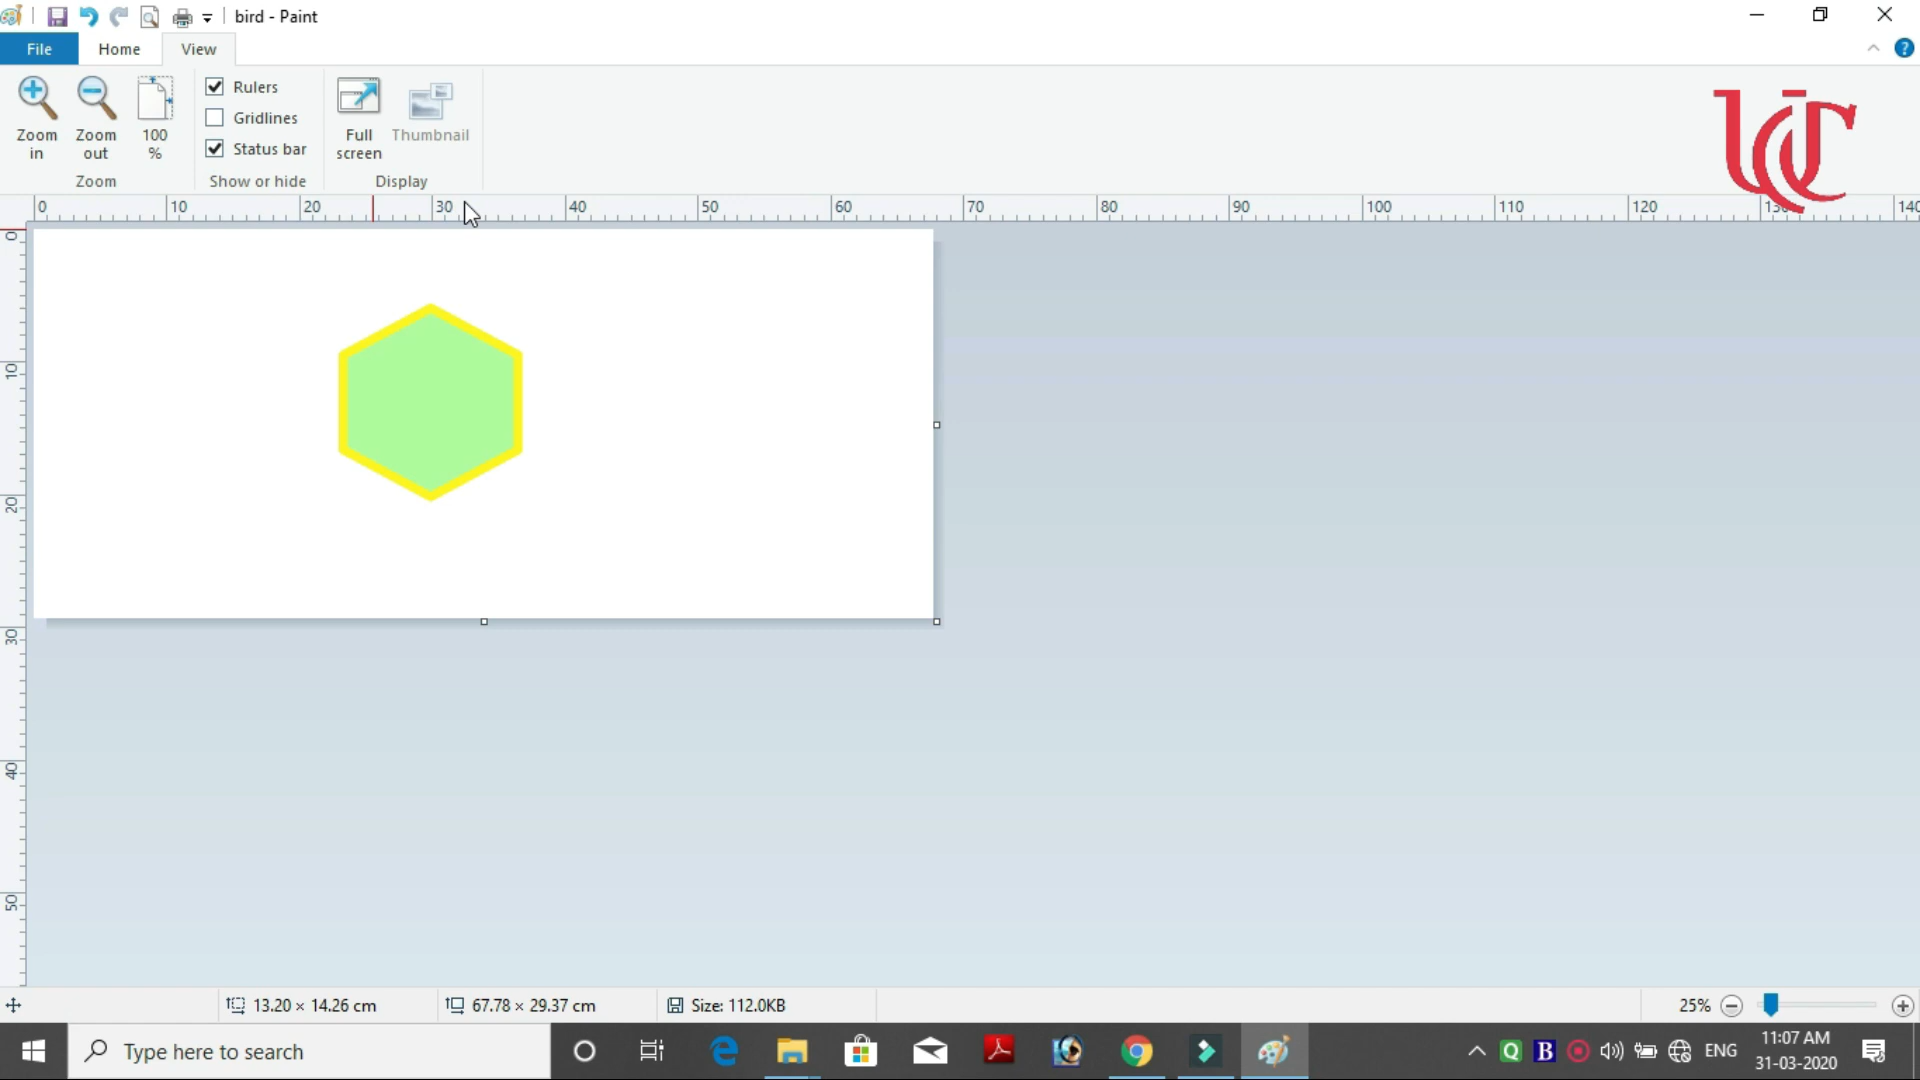 bird - Paint
File Home View
Zoom in Zoom out 100 %
Rulers
Gridlines
Status bar
Full screen Thumbnail
Zoom Show or hide Display
UCC
0 10 20 30 40 50 60 70 80 90 100 110 120
0
10
20
30
40
50
13.20 × 14.26 cm 67.78 × 29.37 cm Size: 112.0KB 25%
Type here to search
ENG
11:07 AM
31-03-2020